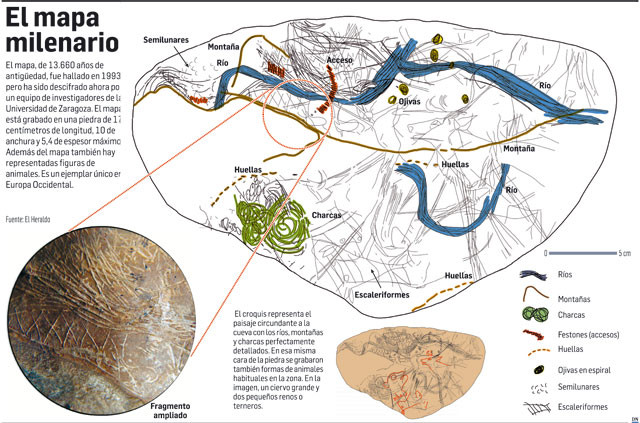 El mapa
milenario
El mapa, de 13.660 años de
antigüedad, fue hallado en 1993
pero ha sido descifrado ahora po
un equipo de investigadores de la
Universidad de Zaragoza. El mapa
está grabado en una piedra de 17
centímetros de longitud, 10 de
anchura y 5,4 de espesor máximo
Además del mapa también hay
representadas figuras de
animales. Es un ejemplar único en
Europa Occidental.
Fuente: El Heraldo
Semilunares
Montaña
Río
Acceso
Ojivas
Río
Montaña
Huellas
Huellas
Río
Charcas
Escaleriformes
Huellas
0 5 cm
Ríos
Montañas
Charcas
Festones (accesos)
Huellas
Ojivas en espiral
Semilunares
Escaleriformes
El croquis representa el
paisaje circundante a la
cueva con los ríos, montañas
y charcas perfectamente
detallados. En esa misma
cara de la piedra se grabaron
también formas de animales
habituales en la zona. En la
imagen, un ciervo grande y
dos pequeños renos o
terneros.
Fragmento
ampliado
DN